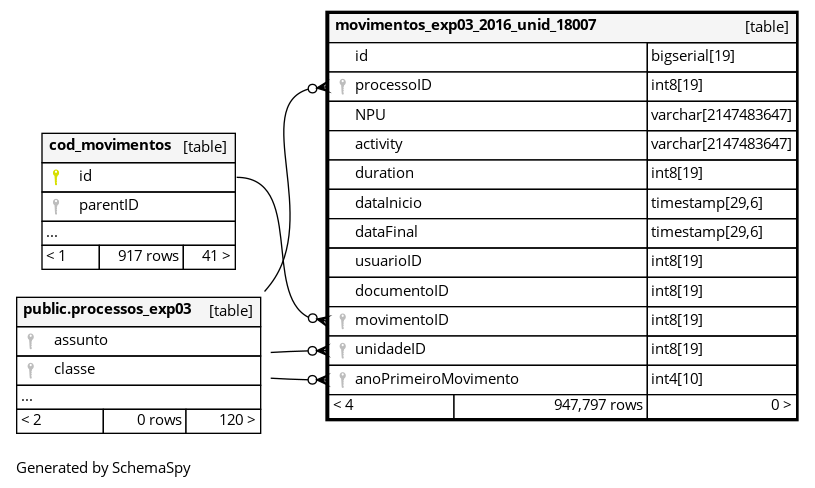 movimentos_exp03_2016_unid_18007 [table]
id bigserial[19]
processoID int8[19]
NPU varchar[2147483647]
activity varchar[2147483647]
duration int8[19]
dataInicio timestamp[29,6]
dataFinal timestamp[29,6]
usuarioID int8[19]
documentoID int8[19]
movimentoID int8[19]
unidadeID int8[19]
anoPrimeiroMovimento int4[10]
< 4 947,797 rows 0 >
cod_movimentos [table]
id
parentID
...
< 1 917 rows 41 >
public.processos_exp03 [table]
assunto
classe
...
< 2 0 rows 120 >
Generated by SchemaSpy